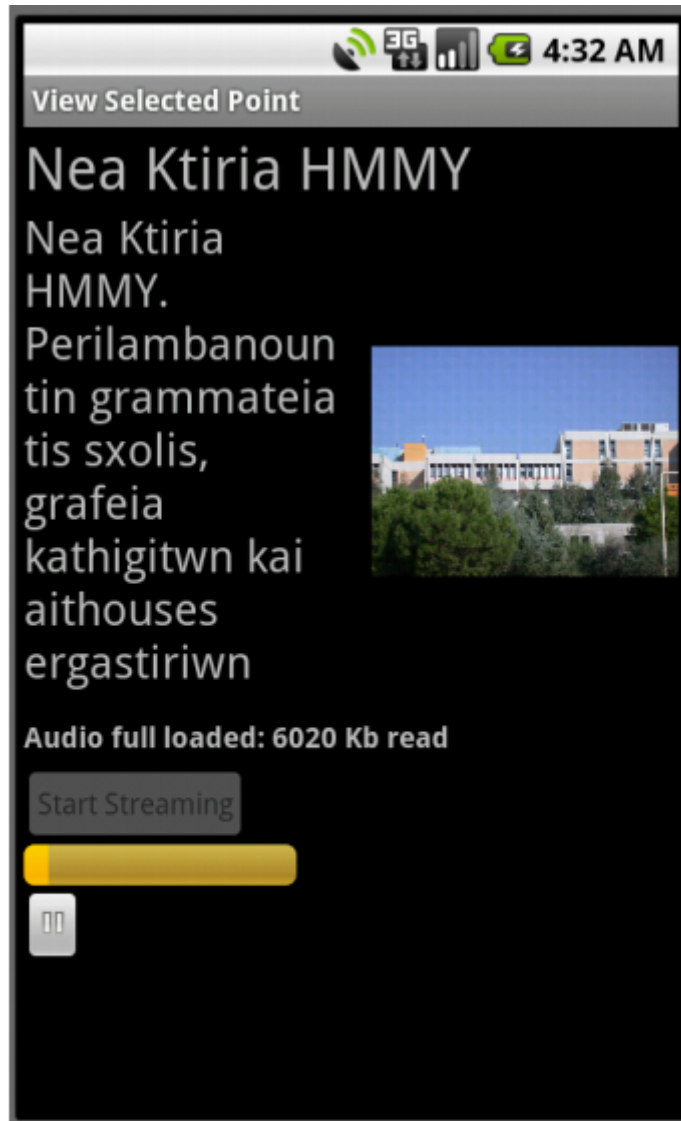 3G 4:32 AM
View Selected Point
Nea Ktiria HMMY
Nea Ktiria
HMMY.
Perilambanoun
tin grammateia
tis sxolis,
grafeia
kathigitwn kai
aithouses
ergastiriwn
Audio full loaded: 6020 Kb read
Start Streaming